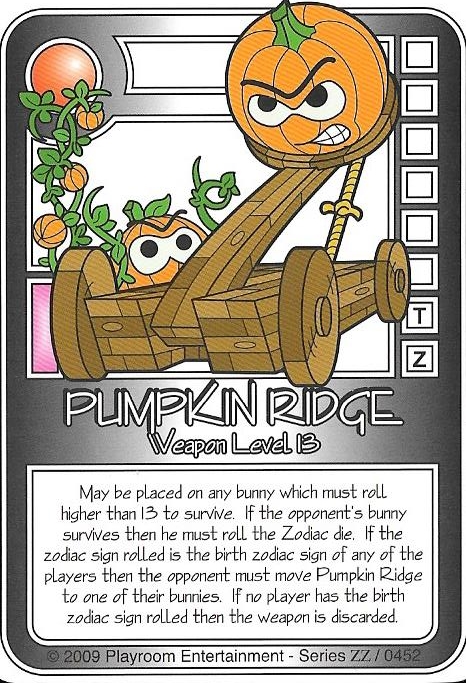 T
Z
PUMPKIN RIDGE
Weapon Level 13
May be placed on any bunny which must roll
higher than 13 to survive. If the opponent's bunny
survives then he must roll the Zodiac die. If the
zodiac sign rolled is the birth zodiac sign of any of the
players then the opponent must move Pumpkin Ridge
to one of their bunnies. If no player has the birth
zodiac sign rolled then the weapon is discarded.
© 2009 Playroom Entertainment - Series ZZ / 0452